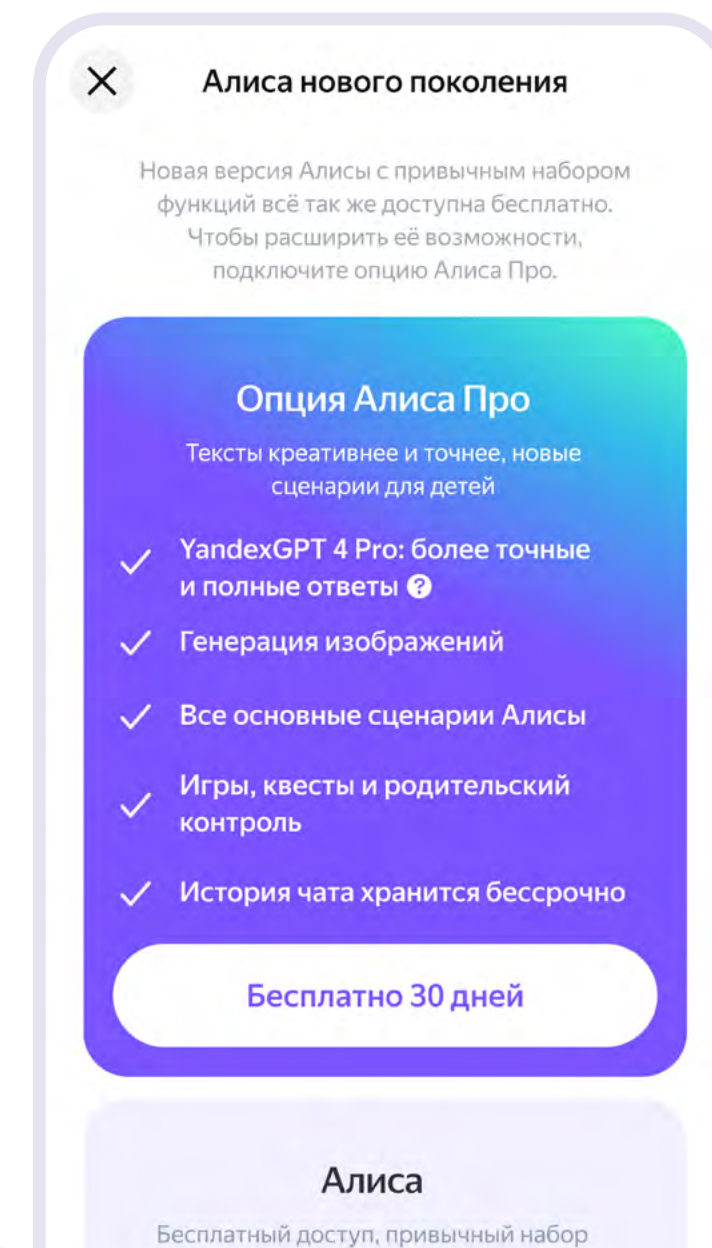 Алиса нового поколения
Новая версия Алисы с привычным набором
функций всё так же доступна бесплатно.
Чтобы расширить её возможности,
подключите опцию Алиса Про.
Опция Алиса Про
Тексты креативнее и точнее, новые
сценарии для детей
YandexGPT 4 Pro: более точные
и полные ответы ?
Генерация изображений
Все основные сценарии Алисы
Игры, квесты и родительский
контроль
История чата хранится бессрочно
Бесплатно 30 дней
Алиса
Бесплатный доступ, привычный набор